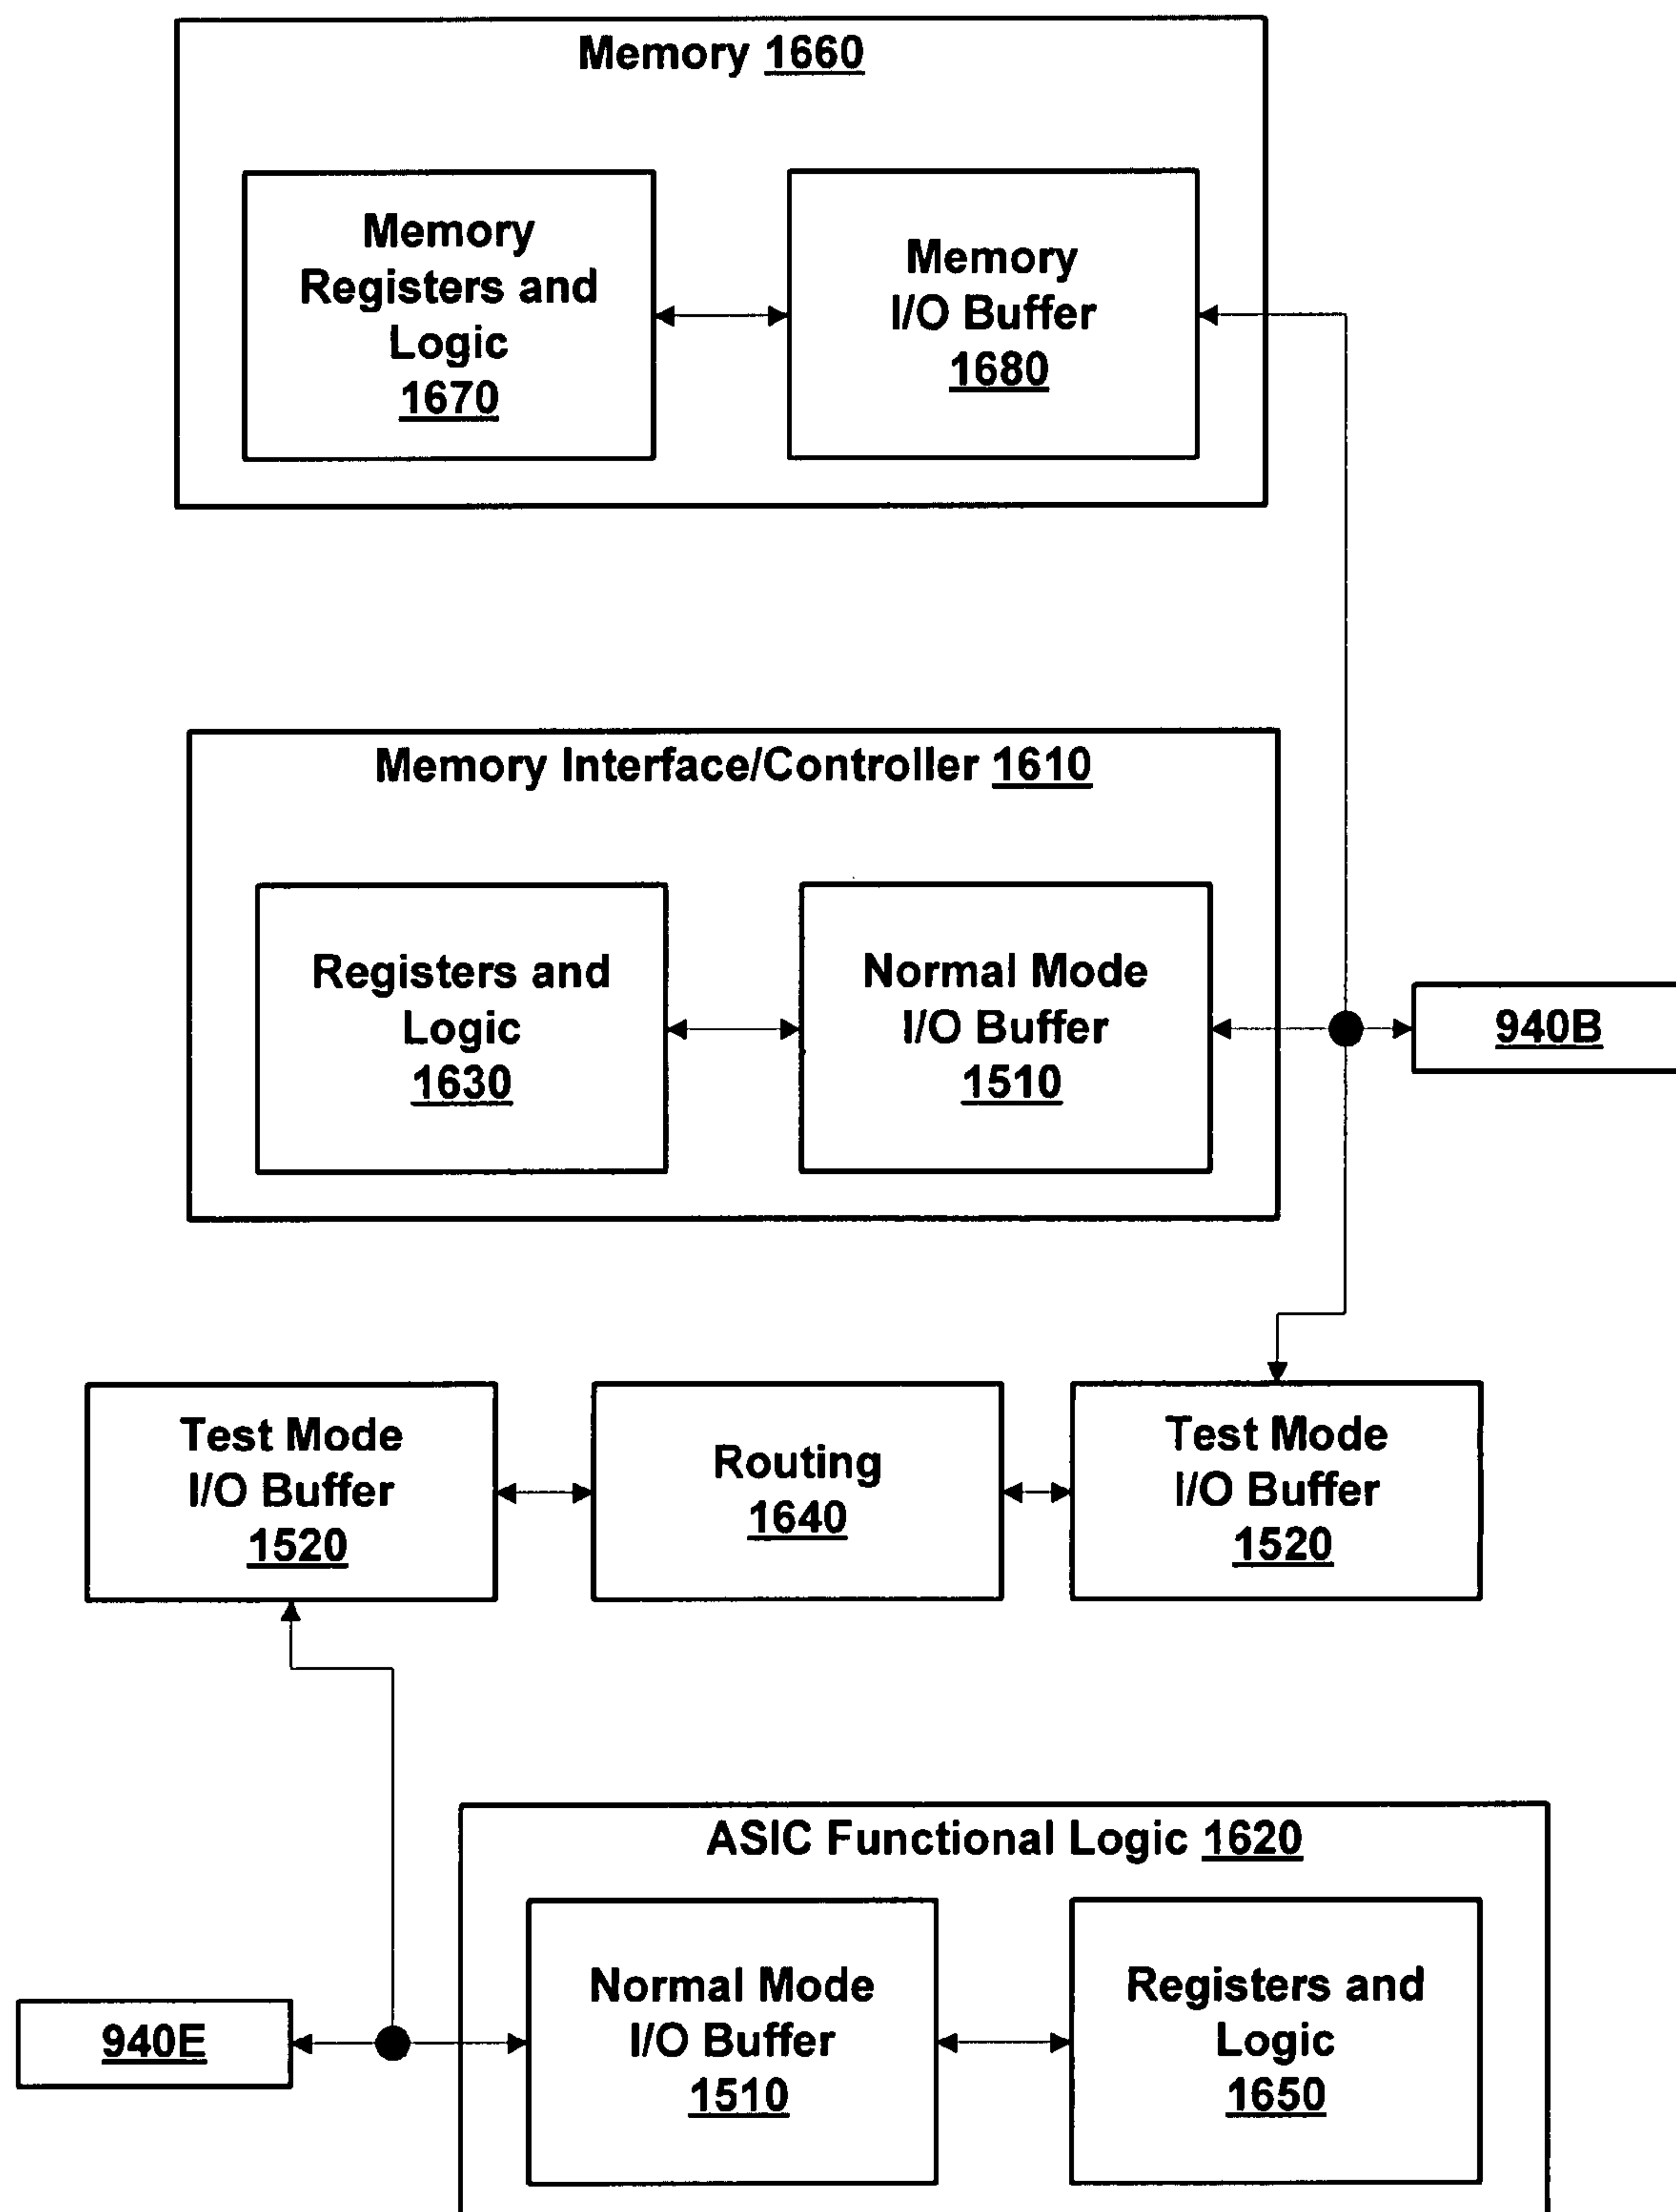 Memory 1660
Memory
Registers and
Logic
1670
Memory
I/O Buffer
1680
Memory Interface/Controller 1610
Registers and
Logic
1630
Normal Mode
I/O Buffer
1510
940B
Test Mode
I/O Buffer
1520
Routing
1640
Test Mode
I/O Buffer
1520
ASIC Functional Logic 1620
940E
Normal Mode
I/O Buffer
1510
Registers and
Logic
1650